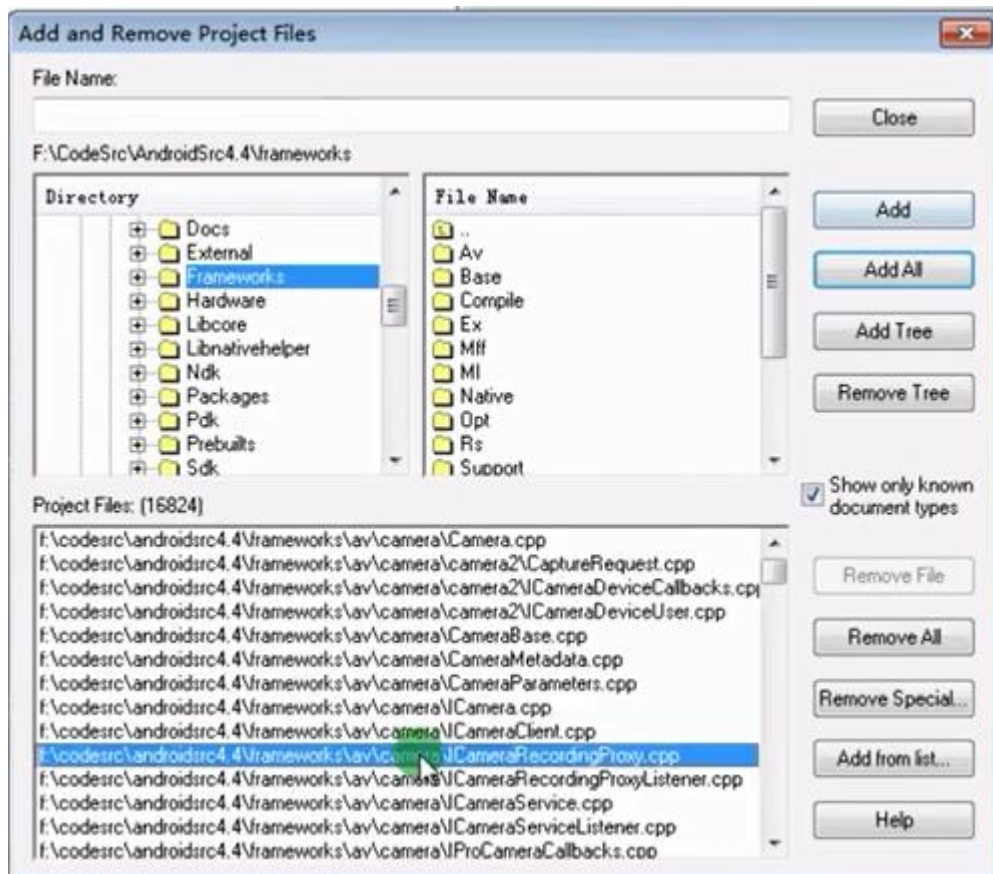 Add and Remove Project Files
File Name:
Close
F:\CodeSrc\AndroidSrc4.4\frameworks
Directory
Docs
External
Frameworks
Hardware
Libcore
Libnativehelper
Ndk
Packages
Pdk
Prebuilts
Sdk
File Name
..
Av
Base
Compile
Ex
Mff
Ml
Native
Opt
Rs
Support
Add
Add All
Add Tree
Remove Tree
Show only known
document types
Project Files: (16824)
f:\codesrc\androidsrc4.4\frameworks\av\camera\Camera.cpp
f:\codesrc\androidsrc4.4\frameworks\av\camera\camera2\CaptureRequest.cpp
f:\codesrc\androidsrc4.4\frameworks\av\camera\camera2\ICameraDeviceCallbacks.cpp
f:\codesrc\androidsrc4.4\frameworks\av\camera\camera2\ICameraDeviceUser.cpp
f:\codesrc\androidsrc4.4\frameworks\av\camera\CameraBase.cpp
f:\codesrc\androidsrc4.4\frameworks\av\camera\CameraMetadata.cpp
f:\codesrc\androidsrc4.4\frameworks\av\camera\CameraParameters.cpp
f:\codesrc\androidsrc4.4\frameworks\av\camera\ICamera.cpp
f:\codesrc\androidsrc4.4\frameworks\av\camera\ICameraClient.cpp
f:\codesrc\androidsrc4.4\frameworks\av\camera\ICameraRecordingProxy.cpp
f:\codesrc\androidsrc4.4\frameworks\av\camera\ICameraRecordingProxyListener.cpp
f:\codesrc\androidsrc4.4\frameworks\av\camera\ICameraService.cpp
f:\codesrc\androidsrc4.4\frameworks\av\camera\ICameraServiceListener.cpp
f:\codesrc\androidsrc4.4\frameworks\av\camera\IProCameraCallbacks.cpp
Remove File
Remove All
Remove Special...
Add from list...
Help